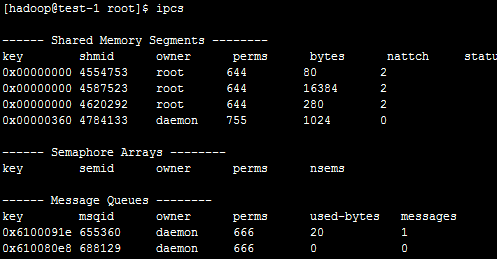 [hadoop@test-1 root]$ ipcs
------ Shared Memory Segments --------
key shmid owner perms bytes nattch statu
0x00000000 4554753 root 644 80 2
0x00000000 4587523 root 644 16384 2
0x00000000 4620292 root 644 280 2
0x00000360 4784133 daemon 755 1024 0
------ Semaphore Arrays --------
key semid owner perms nsems
------ Message Queues --------
key msqid owner perms used-bytes messages
0x6100091e 655360 daemon 666 20 1
0x610080e8 688129 daemon 666 0 0